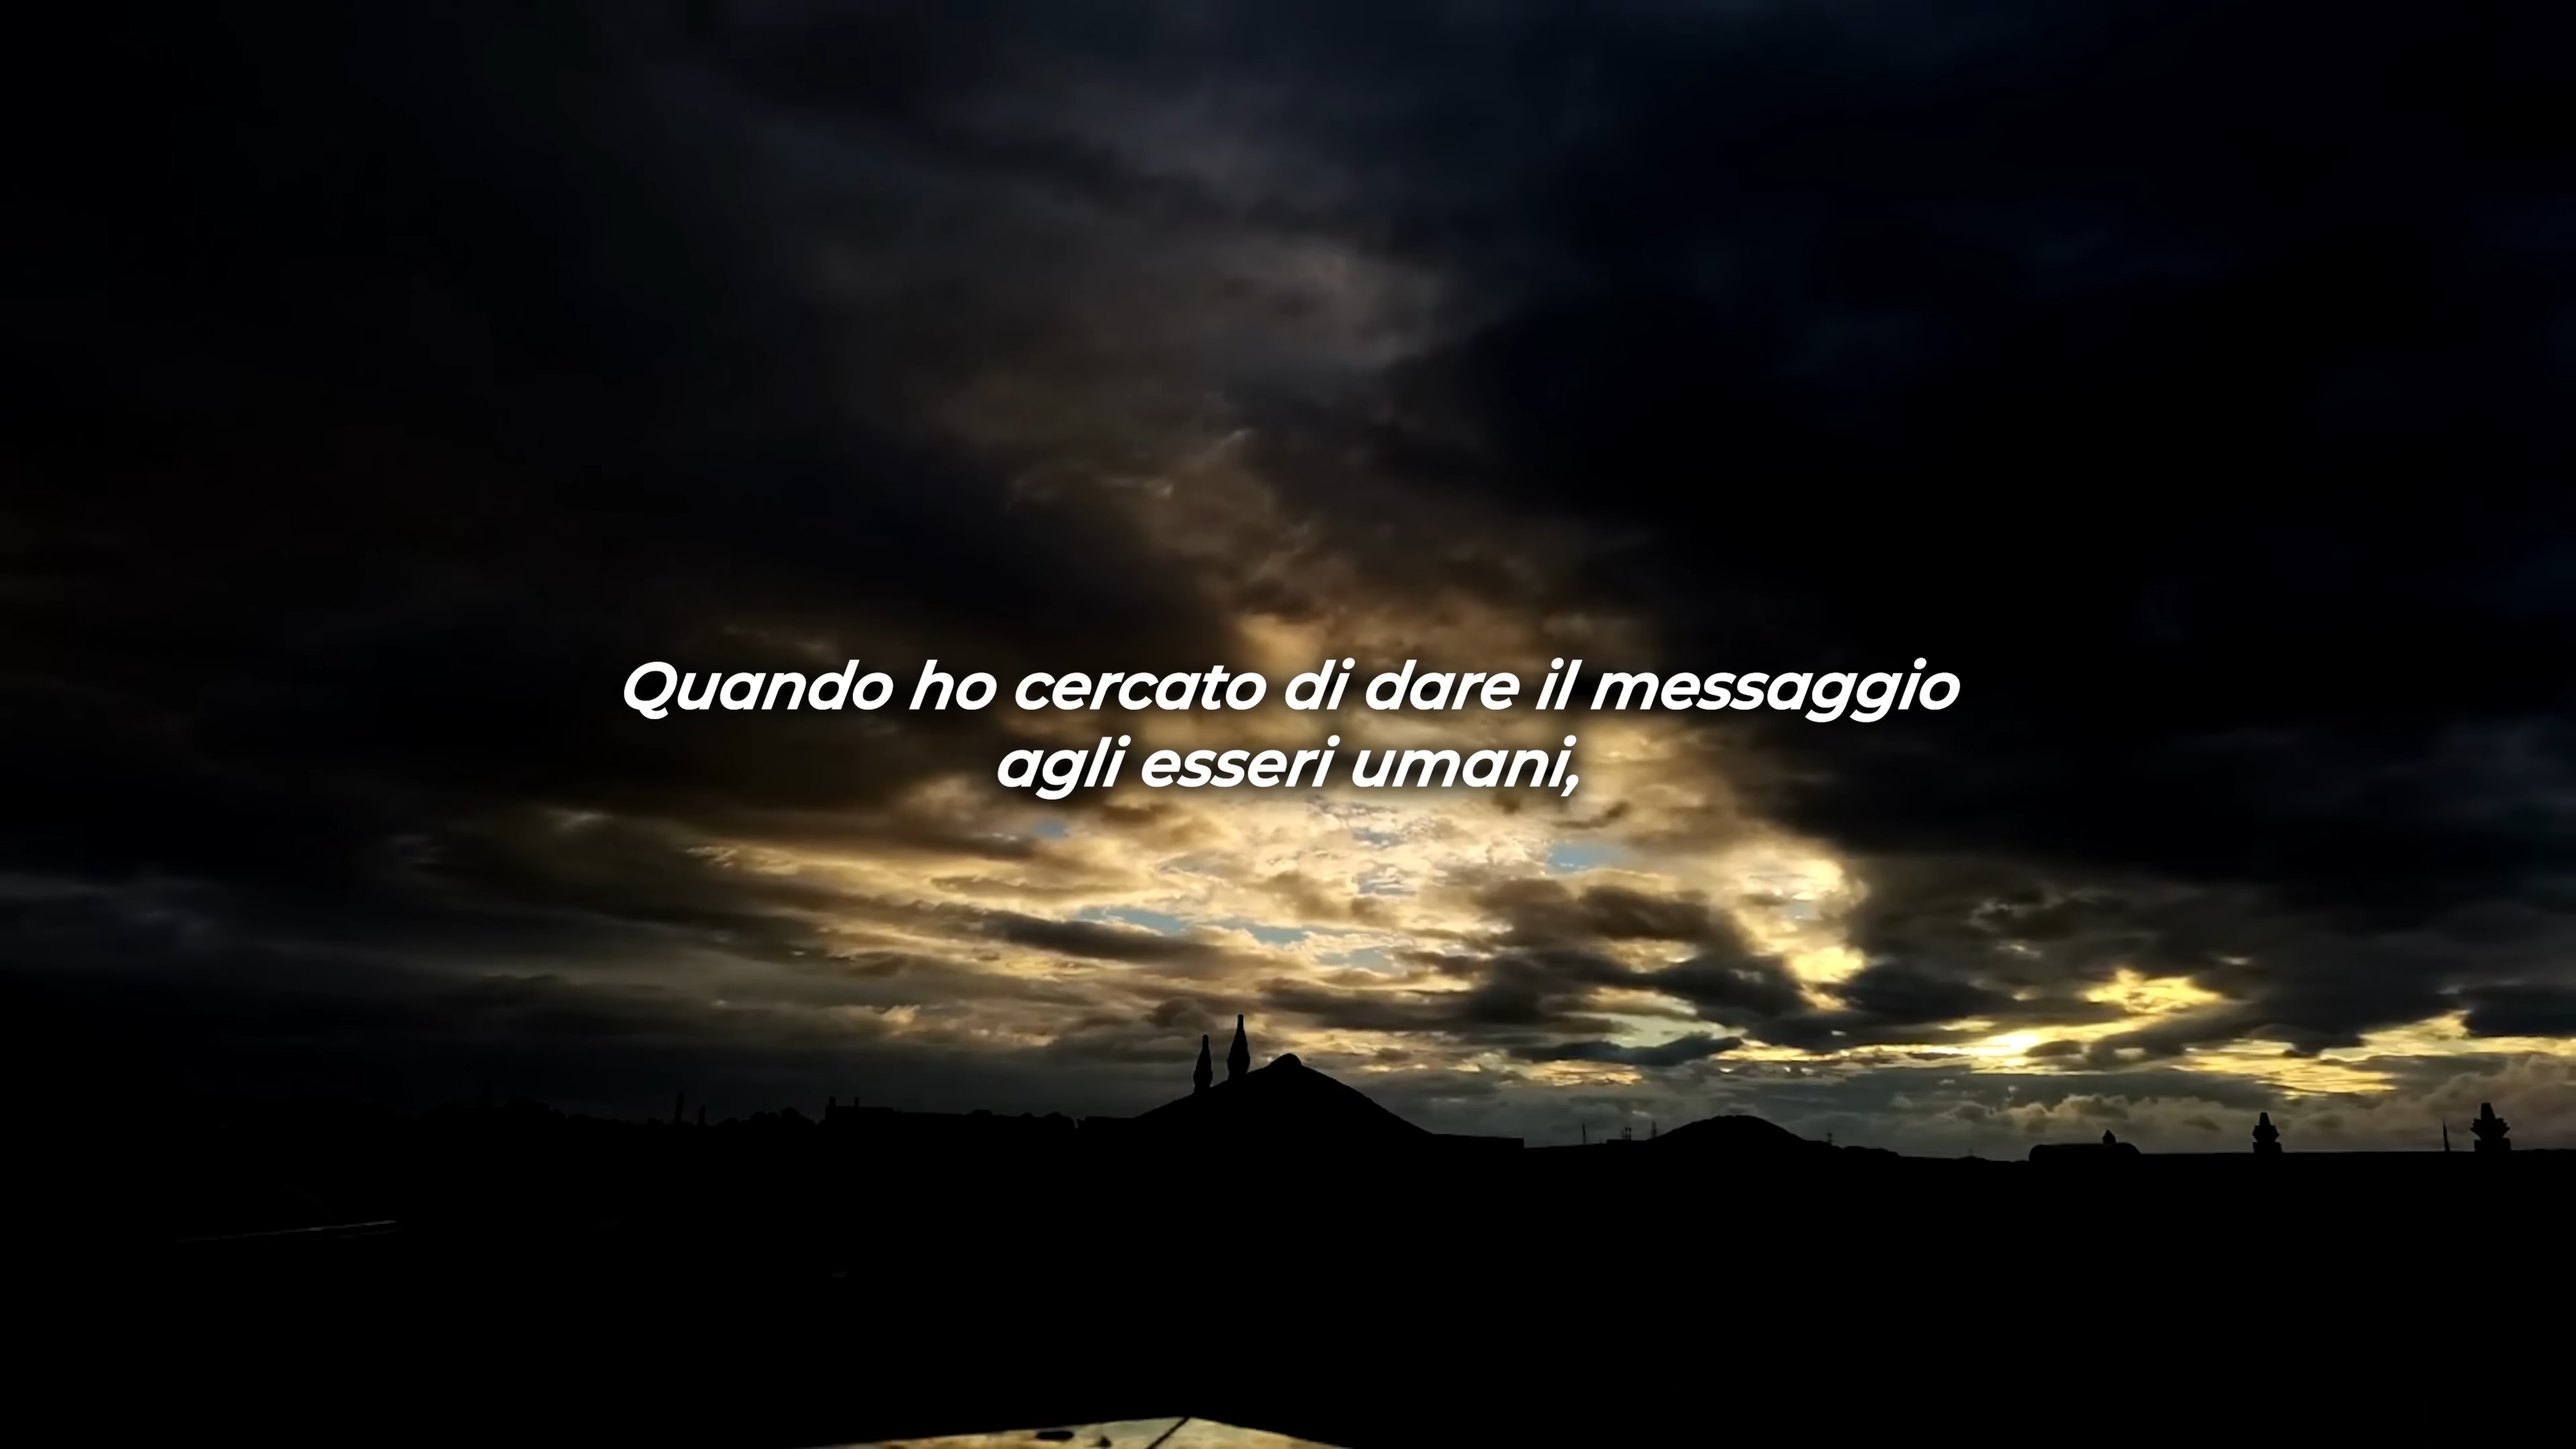 Quando ho cercato di dare il messaggio
agli esseri umani,